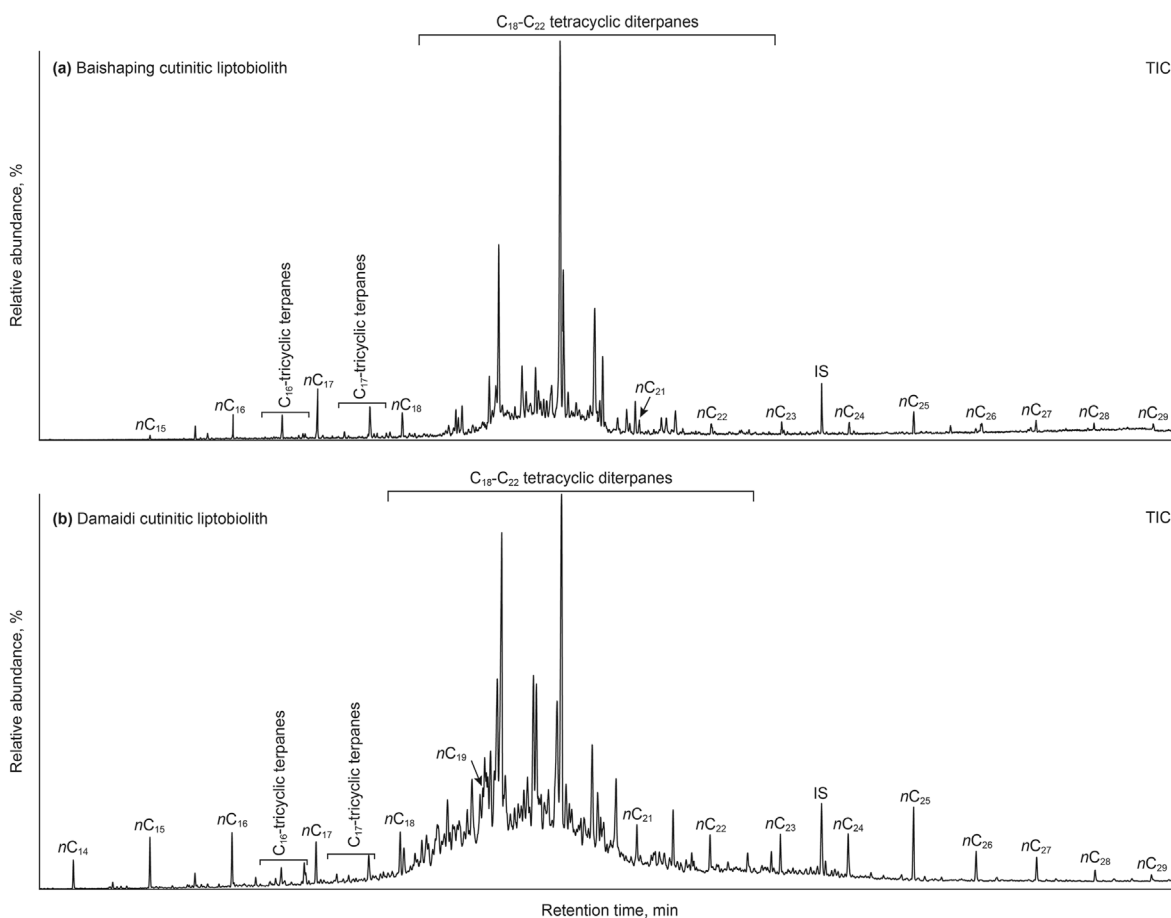 C₁₈-C₂₂ tetracyclic diterpanes
(a) Baishaping cutinitic liptobiolith
TIC
Relative abundance, %
C₁₆-tricyclic terpanes
C₁₇-tricyclic terpanes
nC₁₅
nC₁₆
nC₁₇
nC₁₈
nC₂₁
nC₂₂
nC₂₃
IS
nC₂₄
nC₂₅
nC₂₆
nC₂₇
nC₂₈
nC₂₉
C₁₈-C₂₂ tetracyclic diterpanes
(b) Damaidi cutinitic liptobiolith
TIC
Relative abundance, %
C₁₆-tricyclic terpanes
C₁₇-tricyclic terpanes
nC₁₄
nC₁₅
nC₁₆
nC₁₇
nC₁₈
nC₁₉
nC₂₁
nC₂₂
nC₂₃
IS
nC₂₄
nC₂₅
nC₂₆
nC₂₇
nC₂₈
nC₂₉
Retention time, min